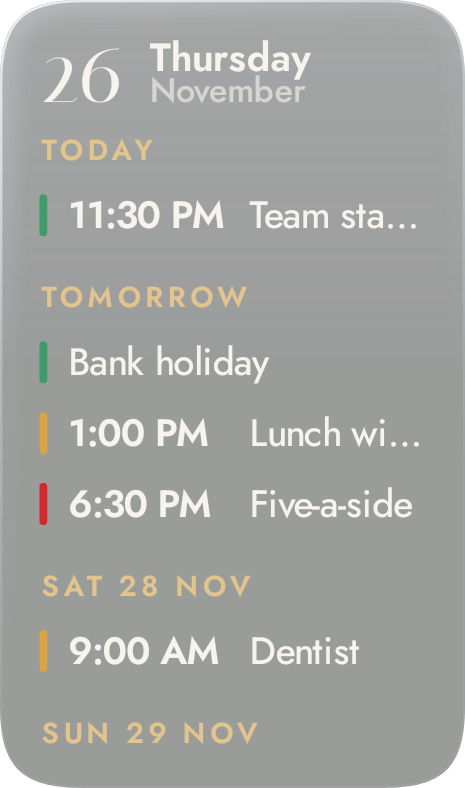 26 Thursday
November
TODAY
11:30 PM Team sta...
TOMORROW
Bank holiday
1:00 PM Lunch wi...
6:30 PM Five-a-side
SAT 28 NOV
9:00 AM Dentist
SUN 29 NOV